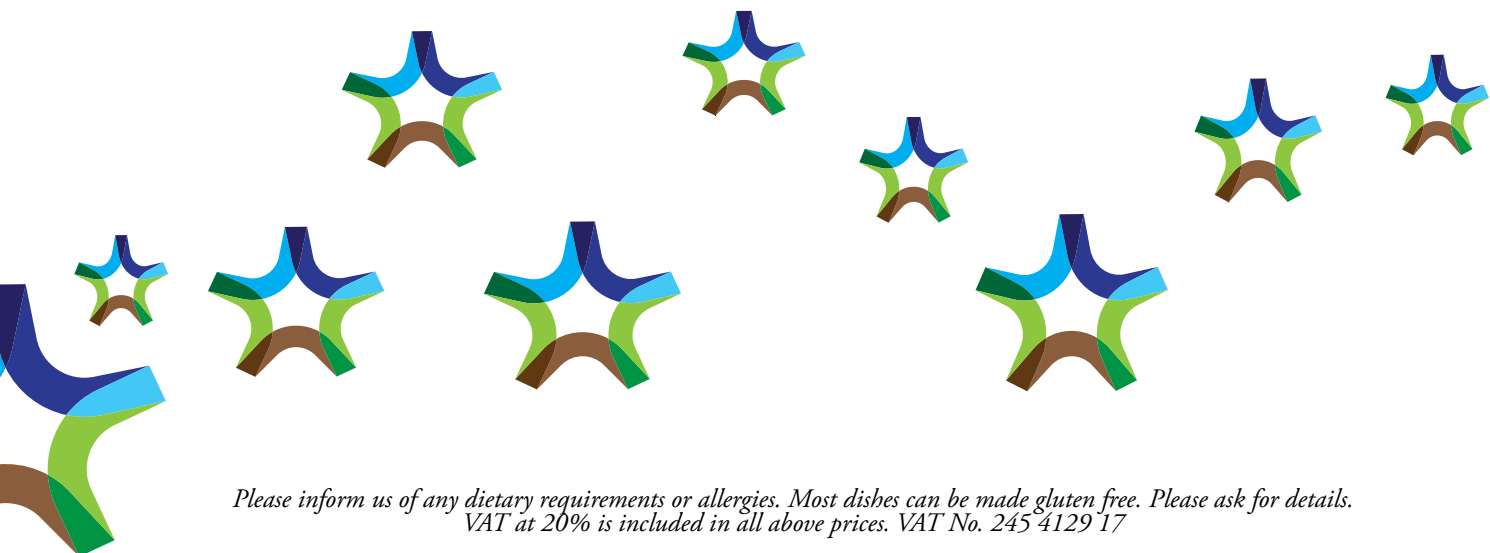 Please inform us of any dietary requirements or allergies. Most dishes can be made gluten free. Please ask for details.
VAT at 20% is included in all above prices. VAT No. 245 4129 17